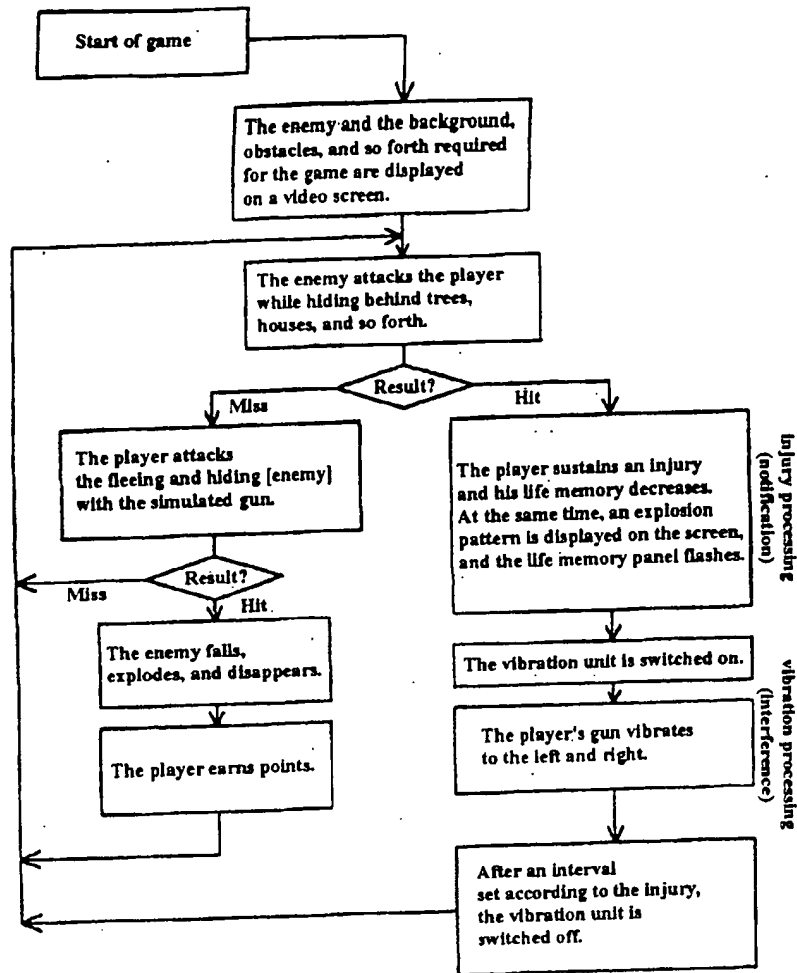 Start of game
The enemy and the background,
obstacles, and so forth required
for the game are displayed
on a video screen.
The enemy attacks the player
while hiding behind trees,
houses, and so forth.
Result?
Miss
Hit
The player attacks
the fleeing and hiding [enemy]
with the simulated gun.
The player sustains an injury
and his life memory decreases.
At the same time, an explosion
pattern is displayed on the screen,
and the life memory panel flashes.
injury processing
(notification)
Result?
Miss
Hit
The enemy falls,
explodes, and disappears.
The vibration unit is switched on.
The player's gun vibrates
to the left and right.
vibration processing
(interference)
The player earns points.
After an interval
set according to the injury,
the vibration unit is
switched off.